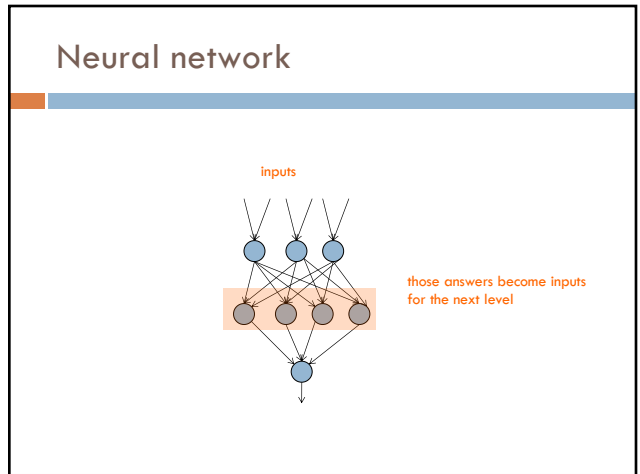 Neural network
inputs
those answers become inputs
for the next level